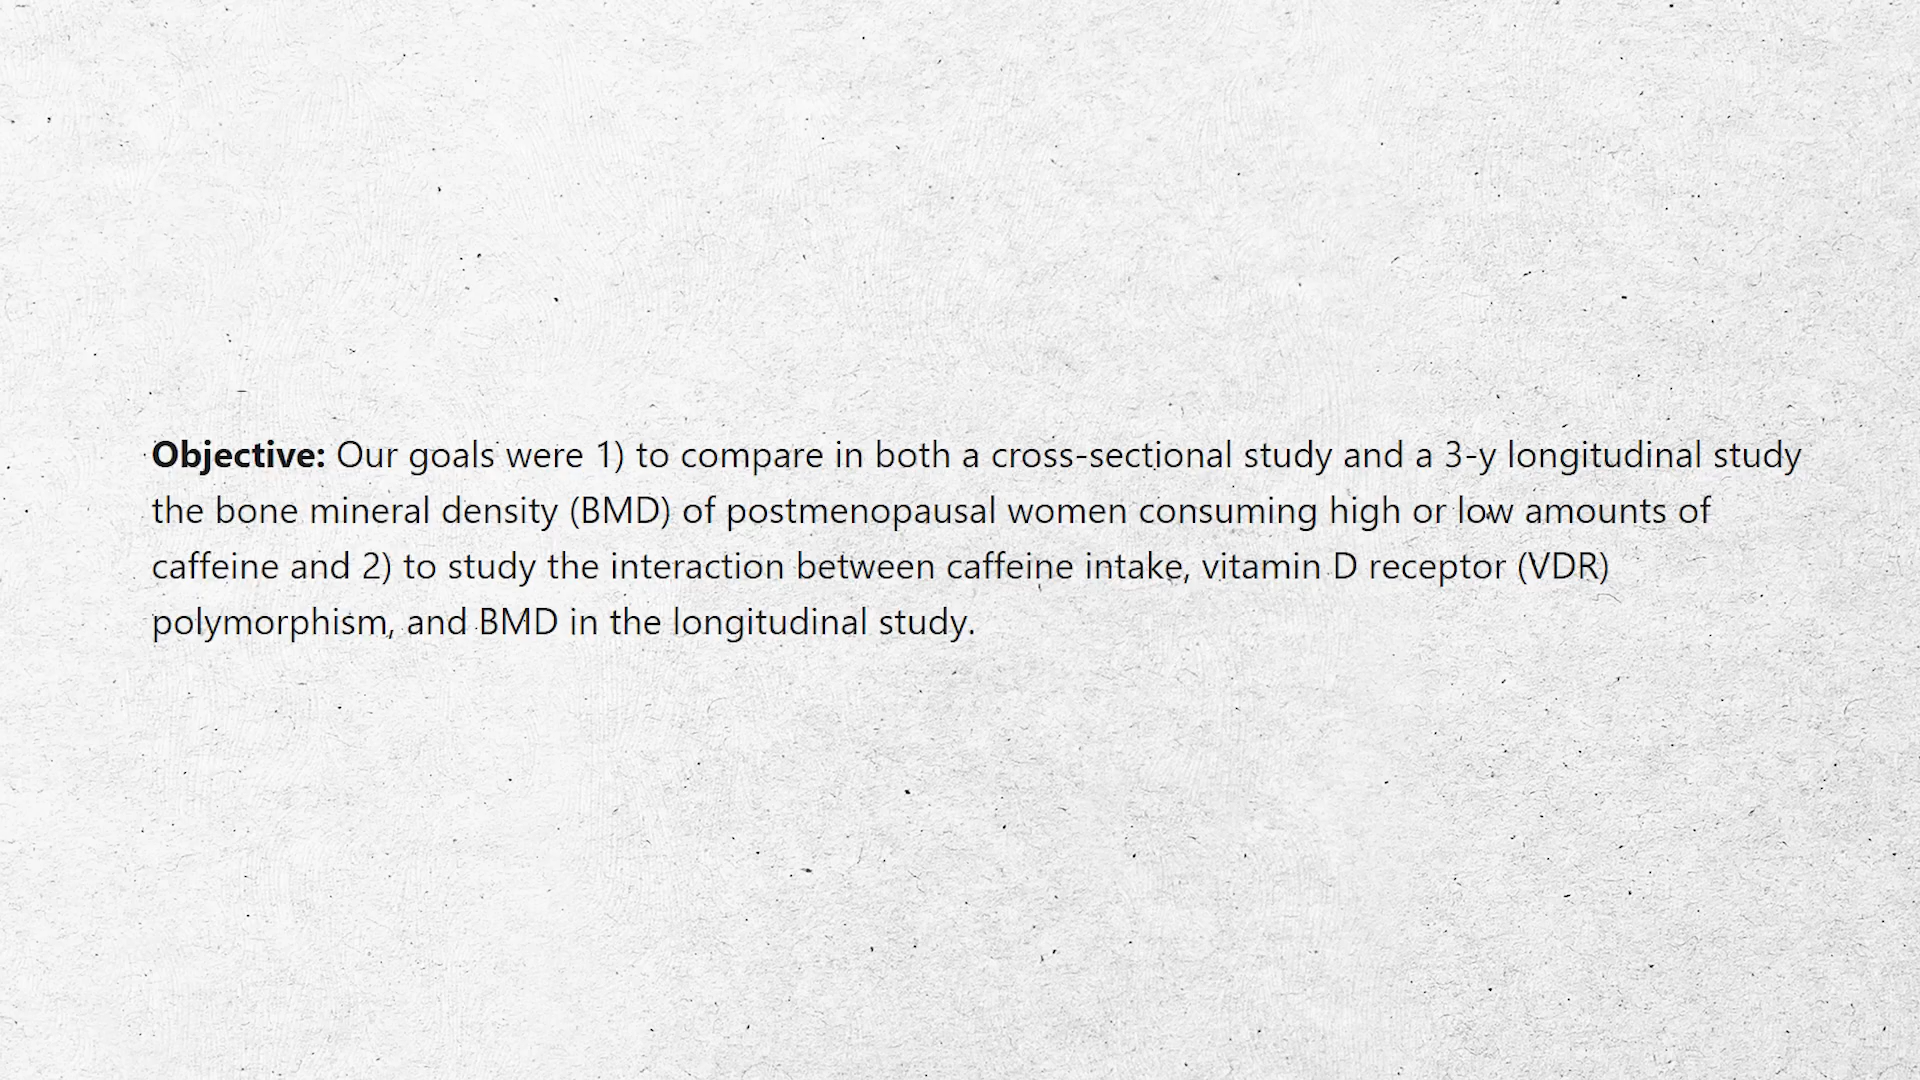 Objective: Our goals were 1) to compare in both a cross-sectional study and a 3-y longitudinal study
the bone mineral density (BMD) of postmenopausal women consuming high or low amounts of
caffeine and 2) to study the interaction between caffeine intake, vitamin D receptor (VDR)
polymorphism, and BMD in the longitudinal study.